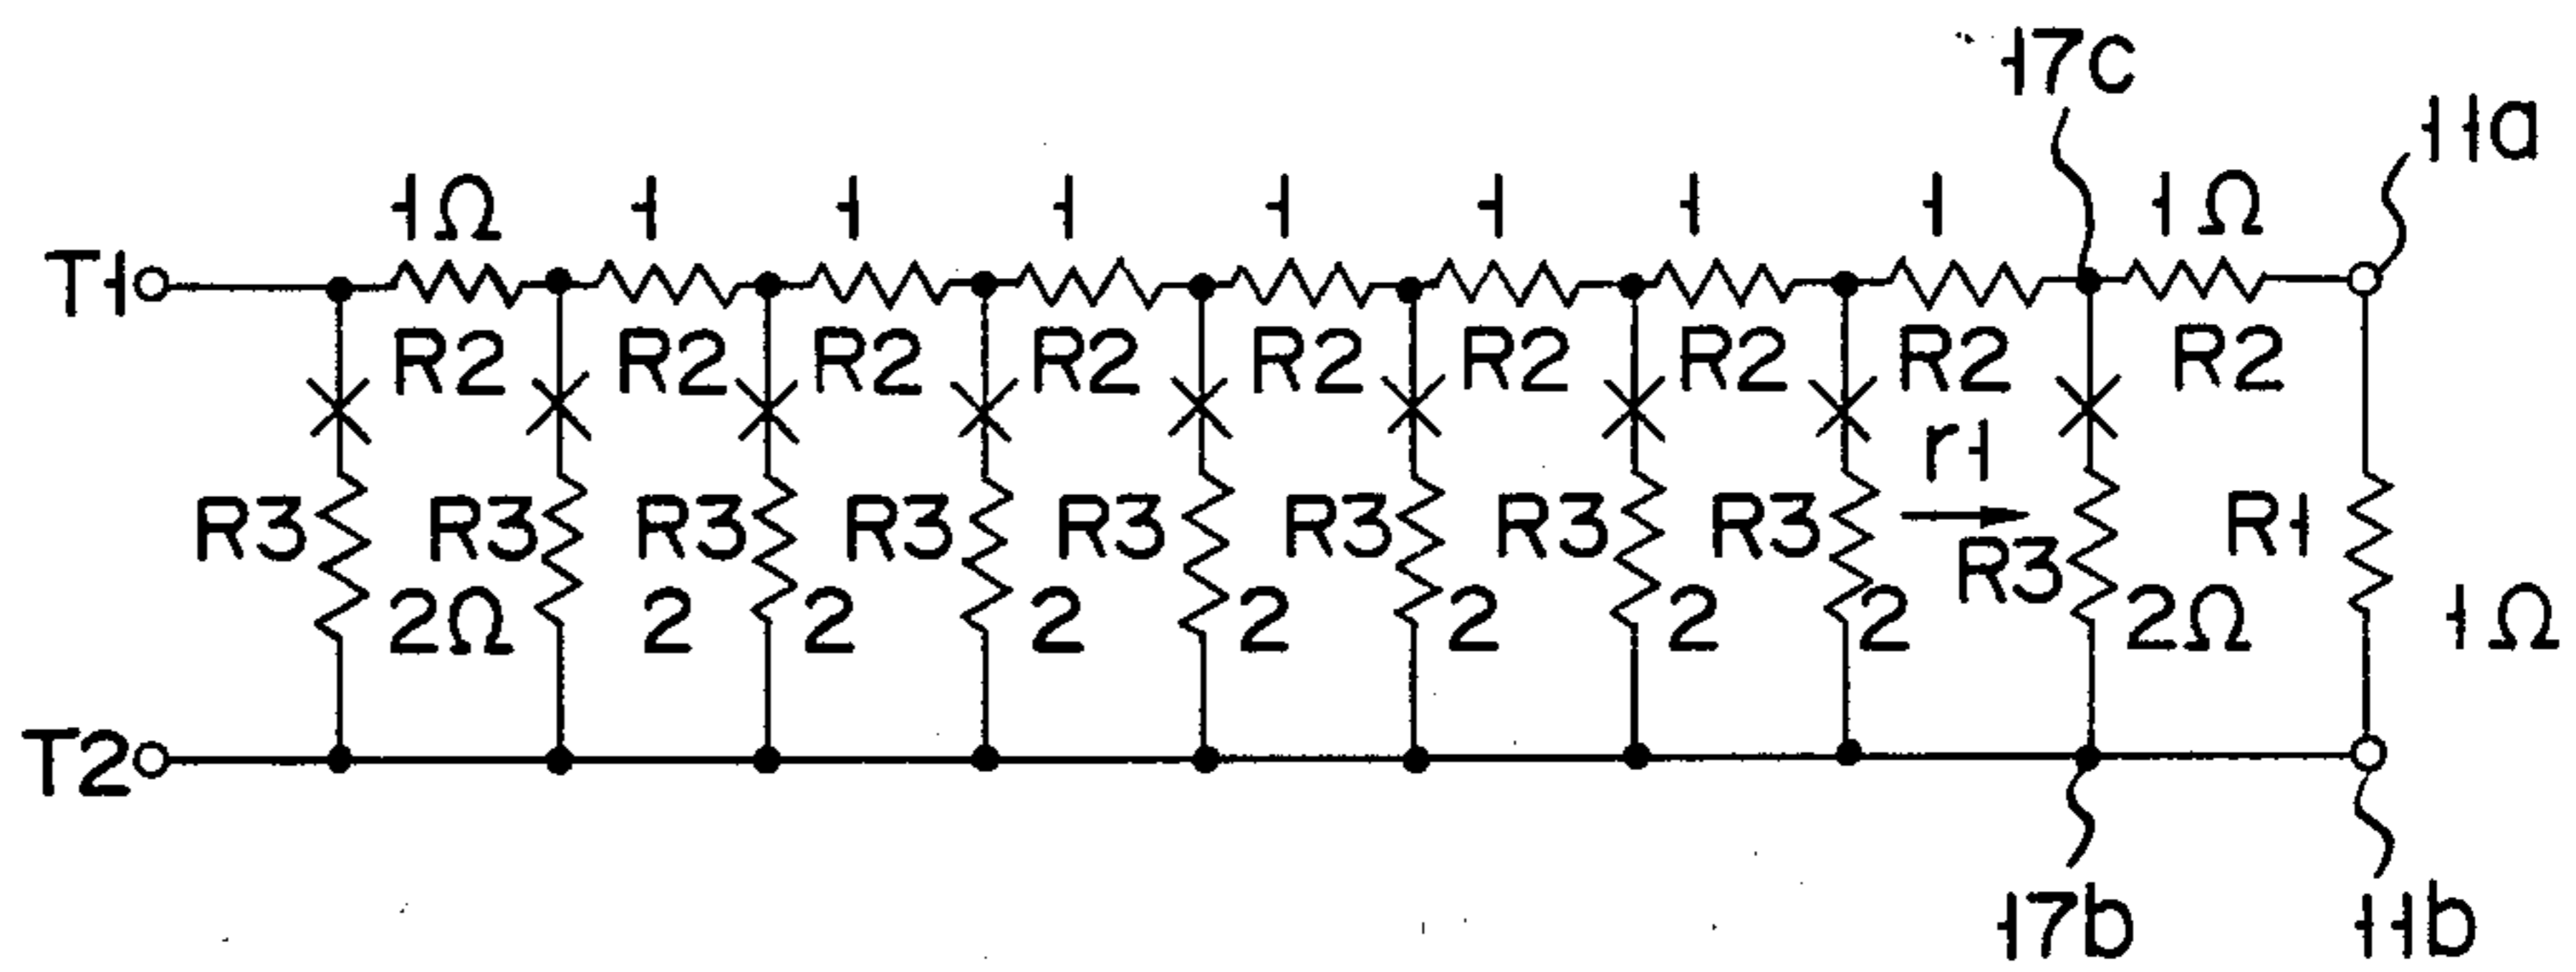 17c
11a
1Ω 1 1 1 1 1 1 1 1Ω
T1
R2 R2 R2 R2 R2 R2 R2 R2 R2
r1
R3 R3 R3 R3 R3 R3 R3 R3 R3 R1
2Ω 2 2 2 2 2 2 2 2Ω 1Ω
T2
17b 11b